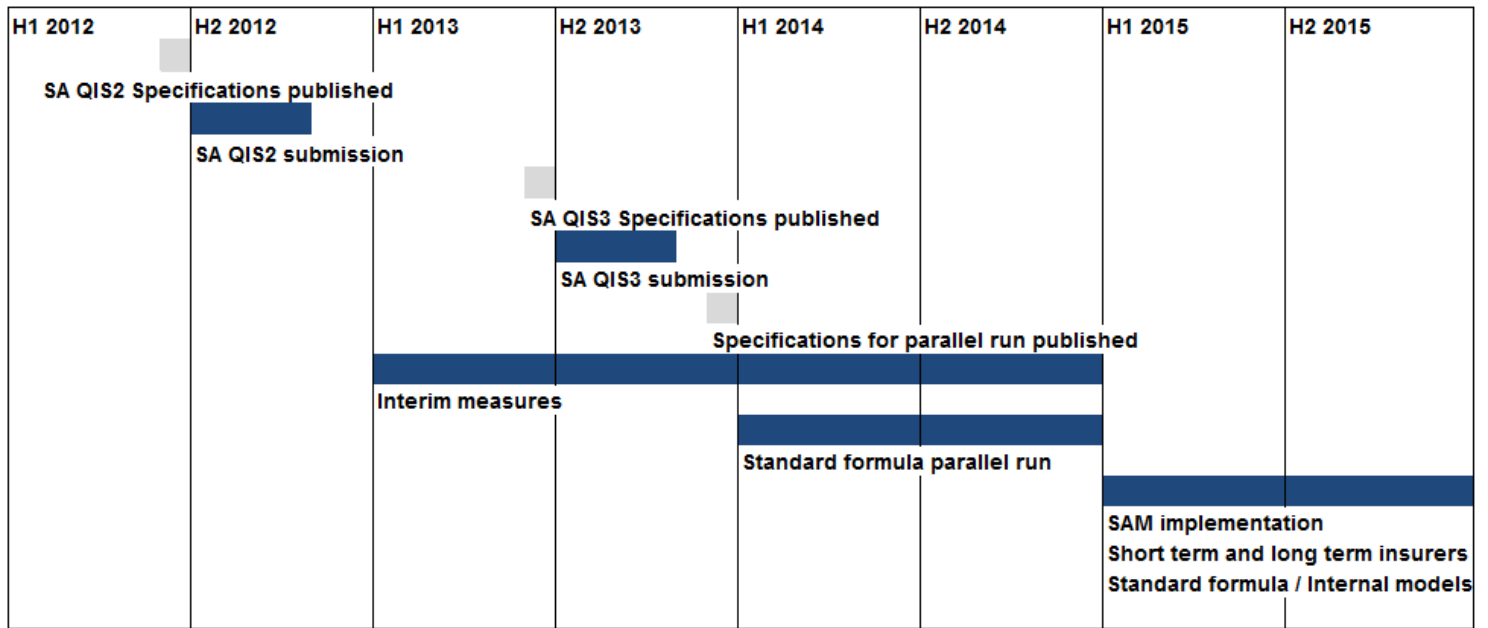 H1 2012
H2 2012
H1 2013
H2 2013
H1 2014
H2 2014
H1 2015
H2 2015
SA QIS2 Specifications published
SA QIS2 submission
SA QIS3 Specifications published
SA QIS3 submission
Specifications for parallel run published
Interim measures
Standard formula parallel run
SAM implementation
Short term and long term insurers
Standard formula / Internal models